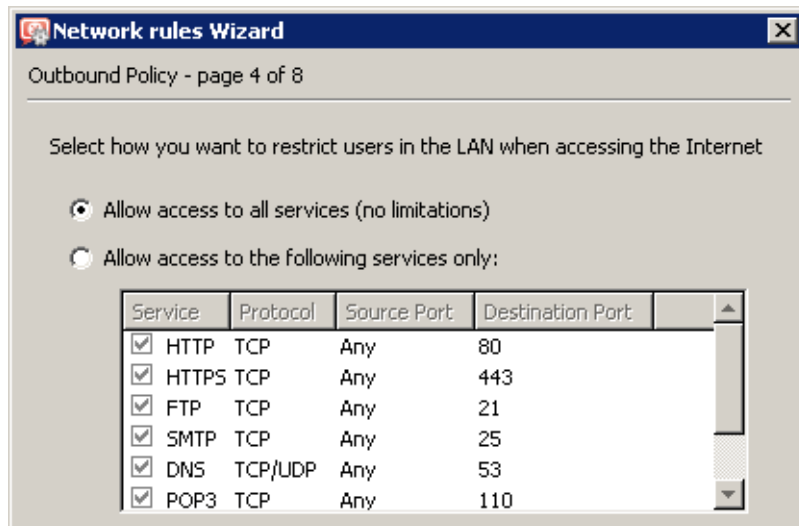 Network rules Wizard
Outbound Policy - page 4 of 8
Select how you want to restrict users in the LAN when accessing the Internet
Allow access to all services (no limitations)
Allow access to the following services only:
Service Protocol Source Port Destination Port
HTTP TCP Any 80
HTTPS TCP Any 443
FTP TCP Any 21
SMTP TCP Any 25
DNS TCP/UDP Any 53
POP3 TCP Any 110